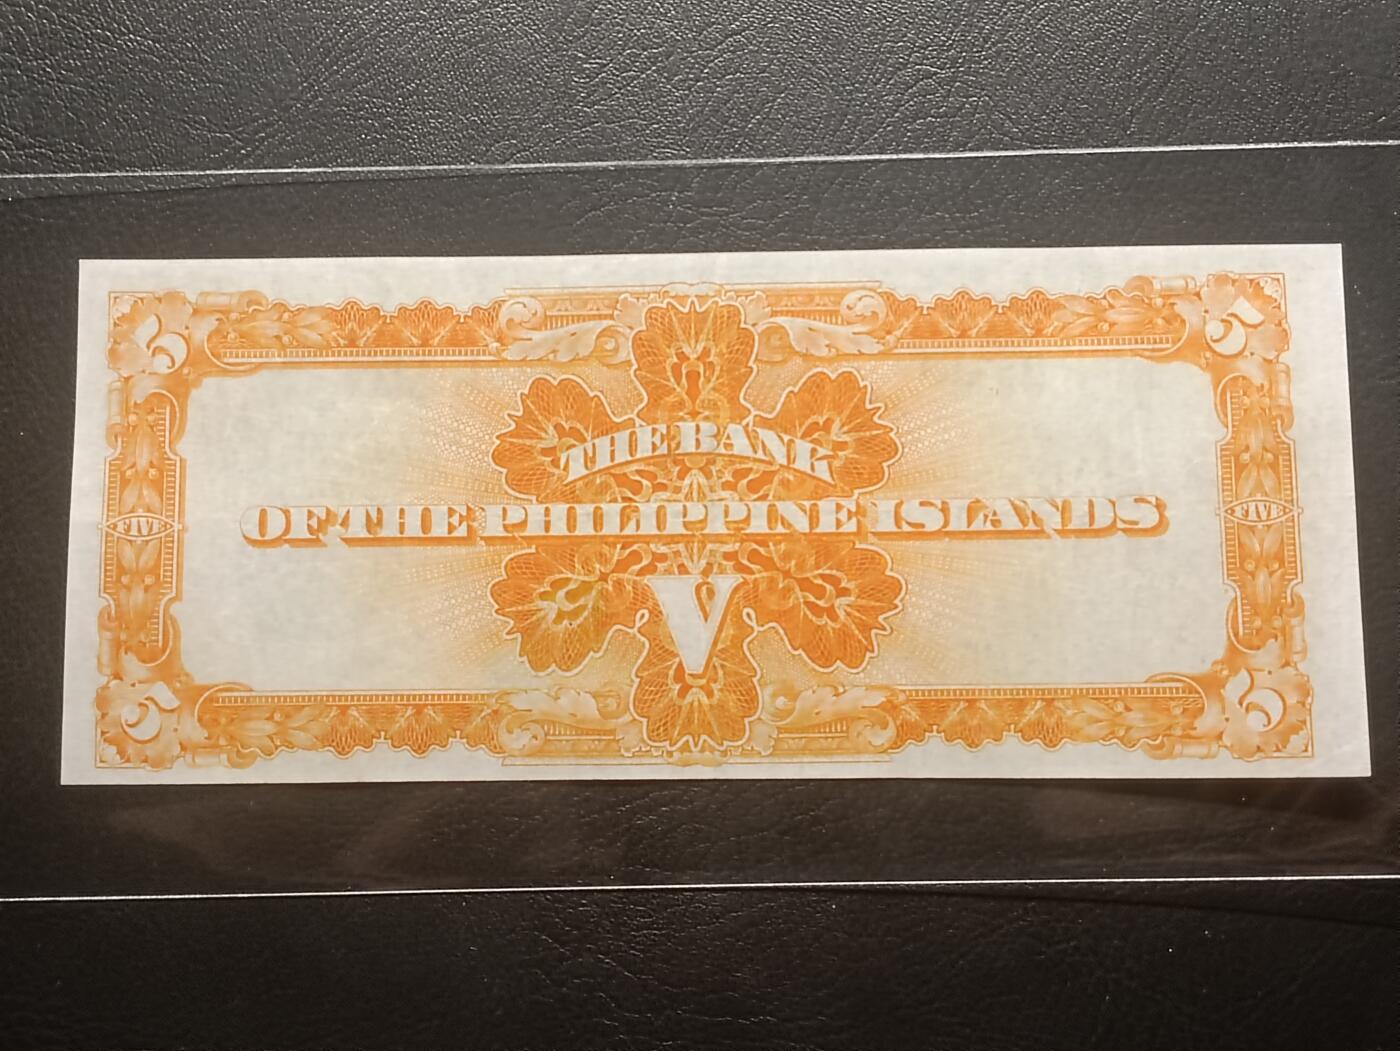 5 5
THE BANK
OF THE PHILIPPINE ISLANDS
FIVE FIVE
V
5 5